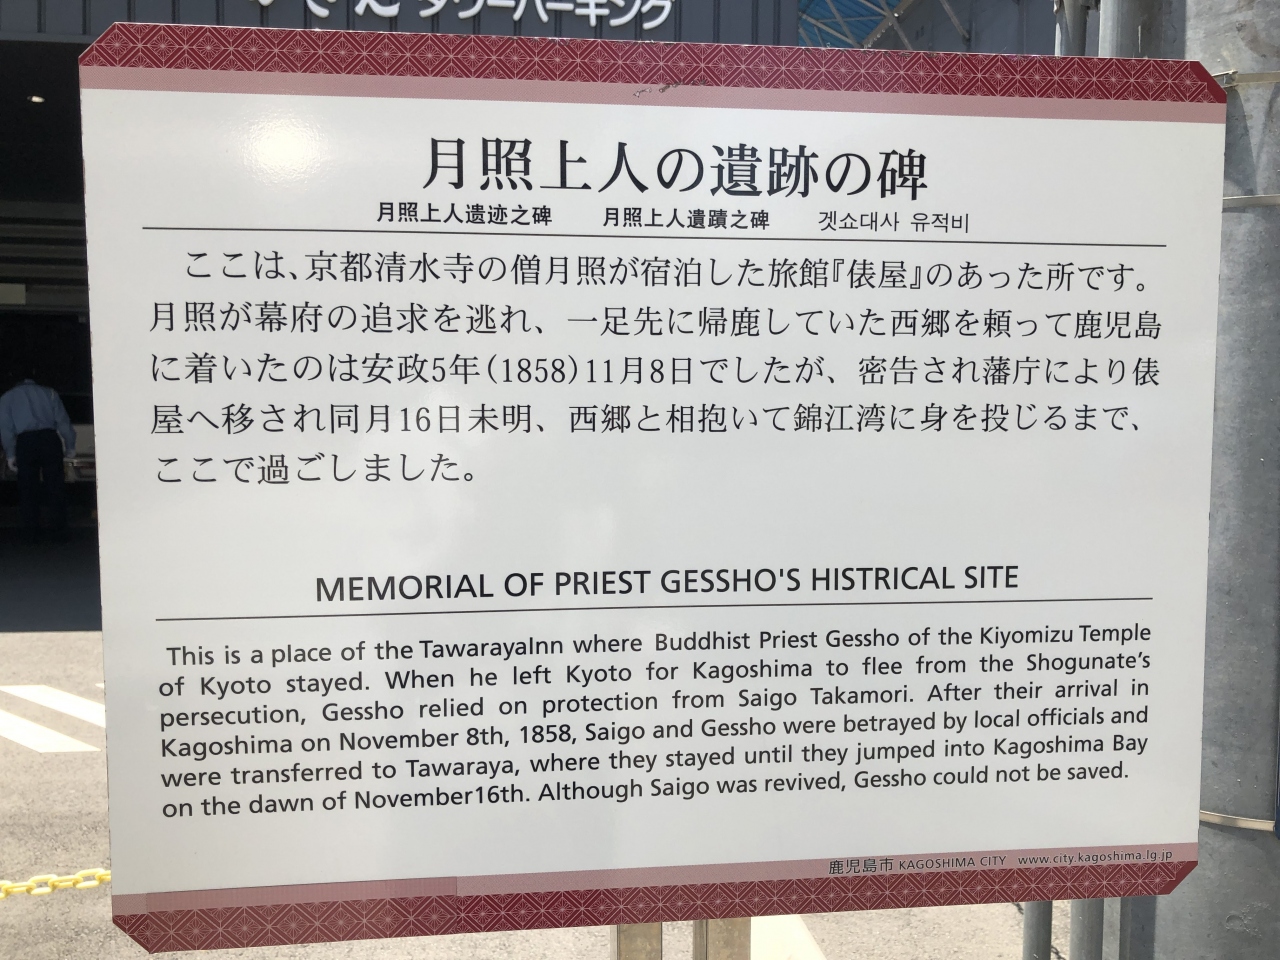 タワーパーキング
月照上人の遺跡の碑
月照上人遗迹之碑 月照上人遺蹟之碑 겟쇼대사 유적비
ここは、京都清水寺の僧月照が宿泊した旅館『俵屋』のあった所です。
月照が幕府の追求を逃れ、一足先に帰鹿していた西郷を頼って鹿児島
に着いたのは安政5年(1858)11月8日でしたが、密告され藩庁により俵
屋へ移され同月16日未明、西郷と相抱いて錦江湾に身を投じるまで、
ここで過ごしました。
MEMORIAL OF PRIEST GESSHO'S HISTRICAL SITE
This is a place of the TawarayaInn where Buddhist Priest Gessho of the Kiyomizu Temple
of Kyoto stayed. When he left Kyoto for Kagoshima to flee from the Shogunate's
persecution, Gessho relied on protection from Saigo Takamori. After their arrival in
Kagoshima on November 8th, 1858, Saigo and Gessho were betrayed by local officials and
were transferred to Tawaraya, where they stayed until they jumped into Kagoshima Bay
on the dawn of November16th. Although Saigo was revived, Gessho could not be saved.
鹿児島市 KAGOSHIMA CITY www.city.kagoshima.lg.jp